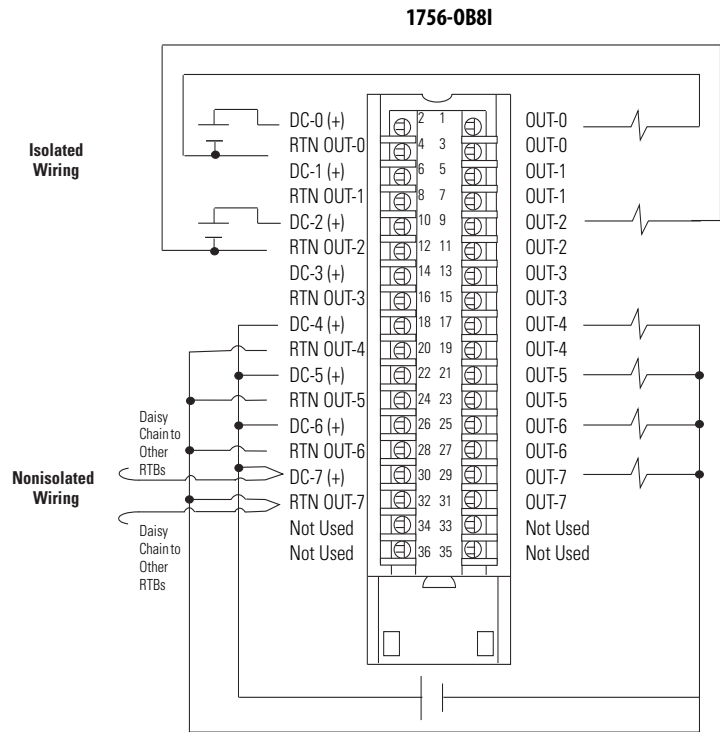 1756-OB8I
Isolated
Wiring
DC-0 (+) 2 1 OUT-0
RTN OUT-0 4 3 OUT-0
DC-1 (+) 6 5 OUT-1
RTN OUT-1 8 7 OUT-1
DC-2 (+) 10 9 OUT-2
RTN OUT-2 12 11 OUT-2
DC-3 (+) 14 13 OUT-3
RTN OUT-3 16 15 OUT-3
DC-4 (+) 18 17 OUT-4
RTN OUT-4 20 19 OUT-4
DC-5 (+) 22 21 OUT-5
RTN OUT-5 24 23 OUT-5
DC-6 (+) 26 25 OUT-6
RTN OUT-6 28 27 OUT-6
DC-7 (+) 30 29 OUT-7
RTN OUT-7 32 31 OUT-7
Not Used 34 33 Not Used
Not Used 36 35 Not Used
Daisy
Chain to
Other
RTBs
Nonisolated
Wiring
Daisy
Chain to
Other
RTBs